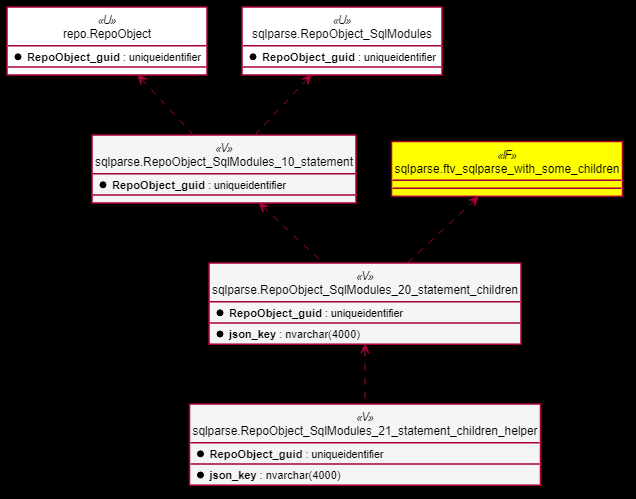 «U»
repo.RepoObject
RepoObject_guid : uniqueidentifier
«U»
sqlparse.RepoObject_SqlModules
RepoObject_guid : uniqueidentifier
«V»
sqlparse.RepoObject_SqlModules_10_statement
RepoObject_guid : uniqueidentifier
«IF»
sqlparse.ftv_sqlparse_with_some_children
«V»
sqlparse.RepoObject_SqlModules_20_statement_children
RepoObject_guid : uniqueidentifier
json_key : nvarchar(4000)
«V»
sqlparse.RepoObject_SqlModules_21_statement_children_helper
RepoObject_guid : uniqueidentifier
json_key : nvarchar(4000)